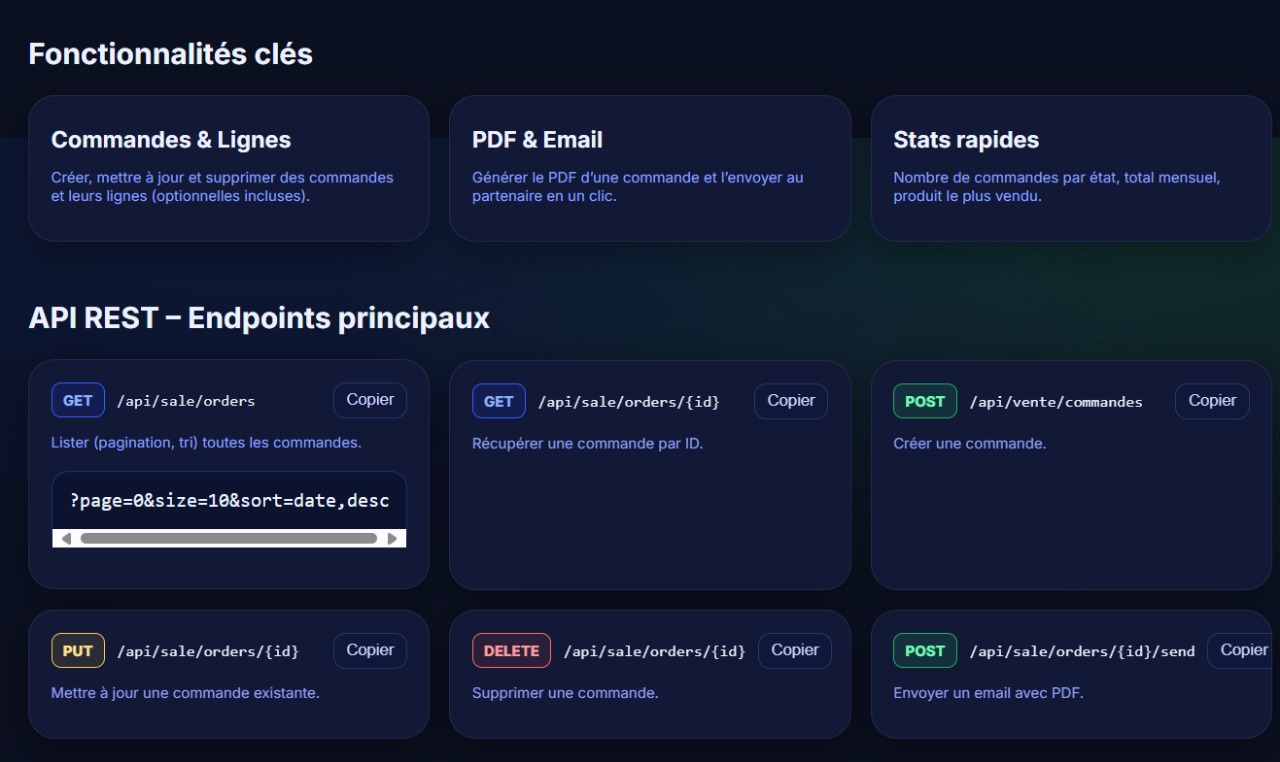 Fonctionnalités clés
Commandes & Lignes
Créer, mettre à jour et supprimer des commandes
et leurs lignes (optionnelles incluses).
PDF & Email
Générer le PDF d’une commande et l’envoyer au
partenaire en un clic.
Stats rapides
Nombre de commandes par état, total mensuel,
produit le plus vendu.
API REST – Endpoints principaux
GET /api/sale/orders Copier
Lister (pagination, tri) toutes les commandes.
?page=0&size=10&sort=date,desc
GET /api/sale/orders/{id} Copier
Récupérer une commande par ID.
POST /api/vente/commandes Copier
Créer une commande.
PUT /api/sale/orders/{id} Copier
Mettre à jour une commande existante.
DELETE /api/sale/orders/{id} Copier
Supprimer une commande.
POST /api/sale/orders/{id}/send Copier
Envoyer un email avec PDF.